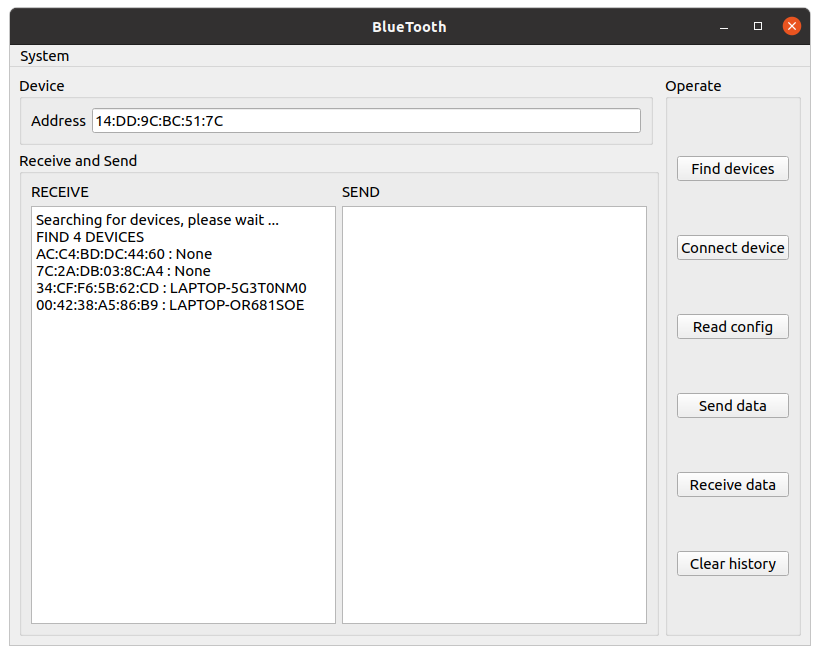 BlueTooth
System
Device
Address 14:DD:9C:BC:51:7C
Receive and Send
RECEIVE
Searching for devices, please wait ...
FIND 4 DEVICES
AC:C4:BD:DC:44:60 : None
7C:2A:DB:03:8C:A4 : None
34:CF:F6:5B:62:CD : LAPTOP-5G3T0NM0
00:42:38:A5:86:B9 : LAPTOP-OR681SOE
SEND
Operate
Find devices
Connect device
Read config
Send data
Receive data
Clear history